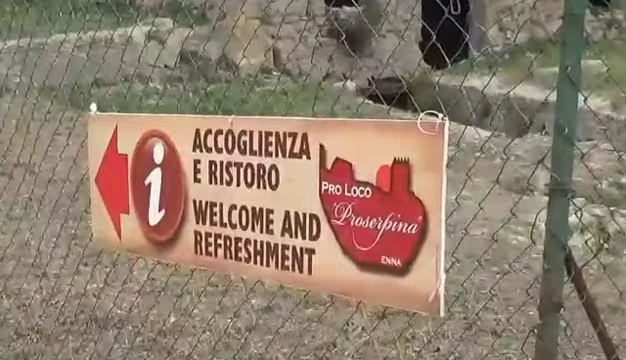 i
ACCOGLIENZA
E RISTORO
WELCOME AND
REFRESHMENT
PRO LOCO
"Proserpina"
ENNA